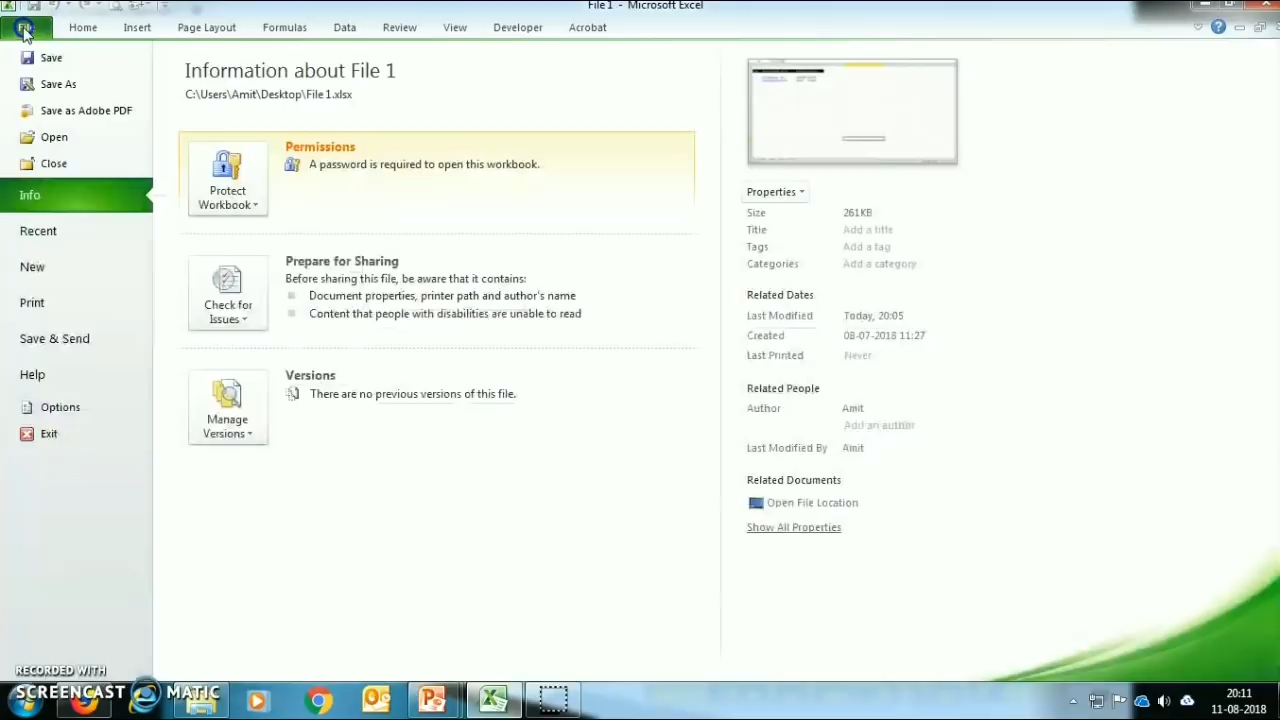 File 1 - Microsoft Excel
File Home Insert Page Layout Formulas Data Review View Developer Acrobat
Save
Save As
Save as Adobe PDF
Open
Close
Info
Recent
New
Print
Save & Send
Help
Options
Exit
Information about File 1
C:\Users\Amit\Desktop\File 1.xlsx
Protect
Workbook
Permissions
A password is required to open this workbook.
Check for
Issues
Prepare for Sharing
Before sharing this file, be aware that it contains:
Document properties, printer path and author's name
Content that people with disabilities are unable to read
Manage
Versions
Versions
There are no previous versions of this file.
Properties
Size 261KB
Title Add a title
Tags Add a tag
Categories Add a category
Related Dates
Last Modified Today, 20:05
Created 08-07-2018 11:27
Last Printed Never
Related People
Author Amit
Add an author
Last Modified By Amit
Related Documents
Open File Location
Show All Properties
RECORDED WITH
SCREENCAST MATIC
20:11
11-08-2018